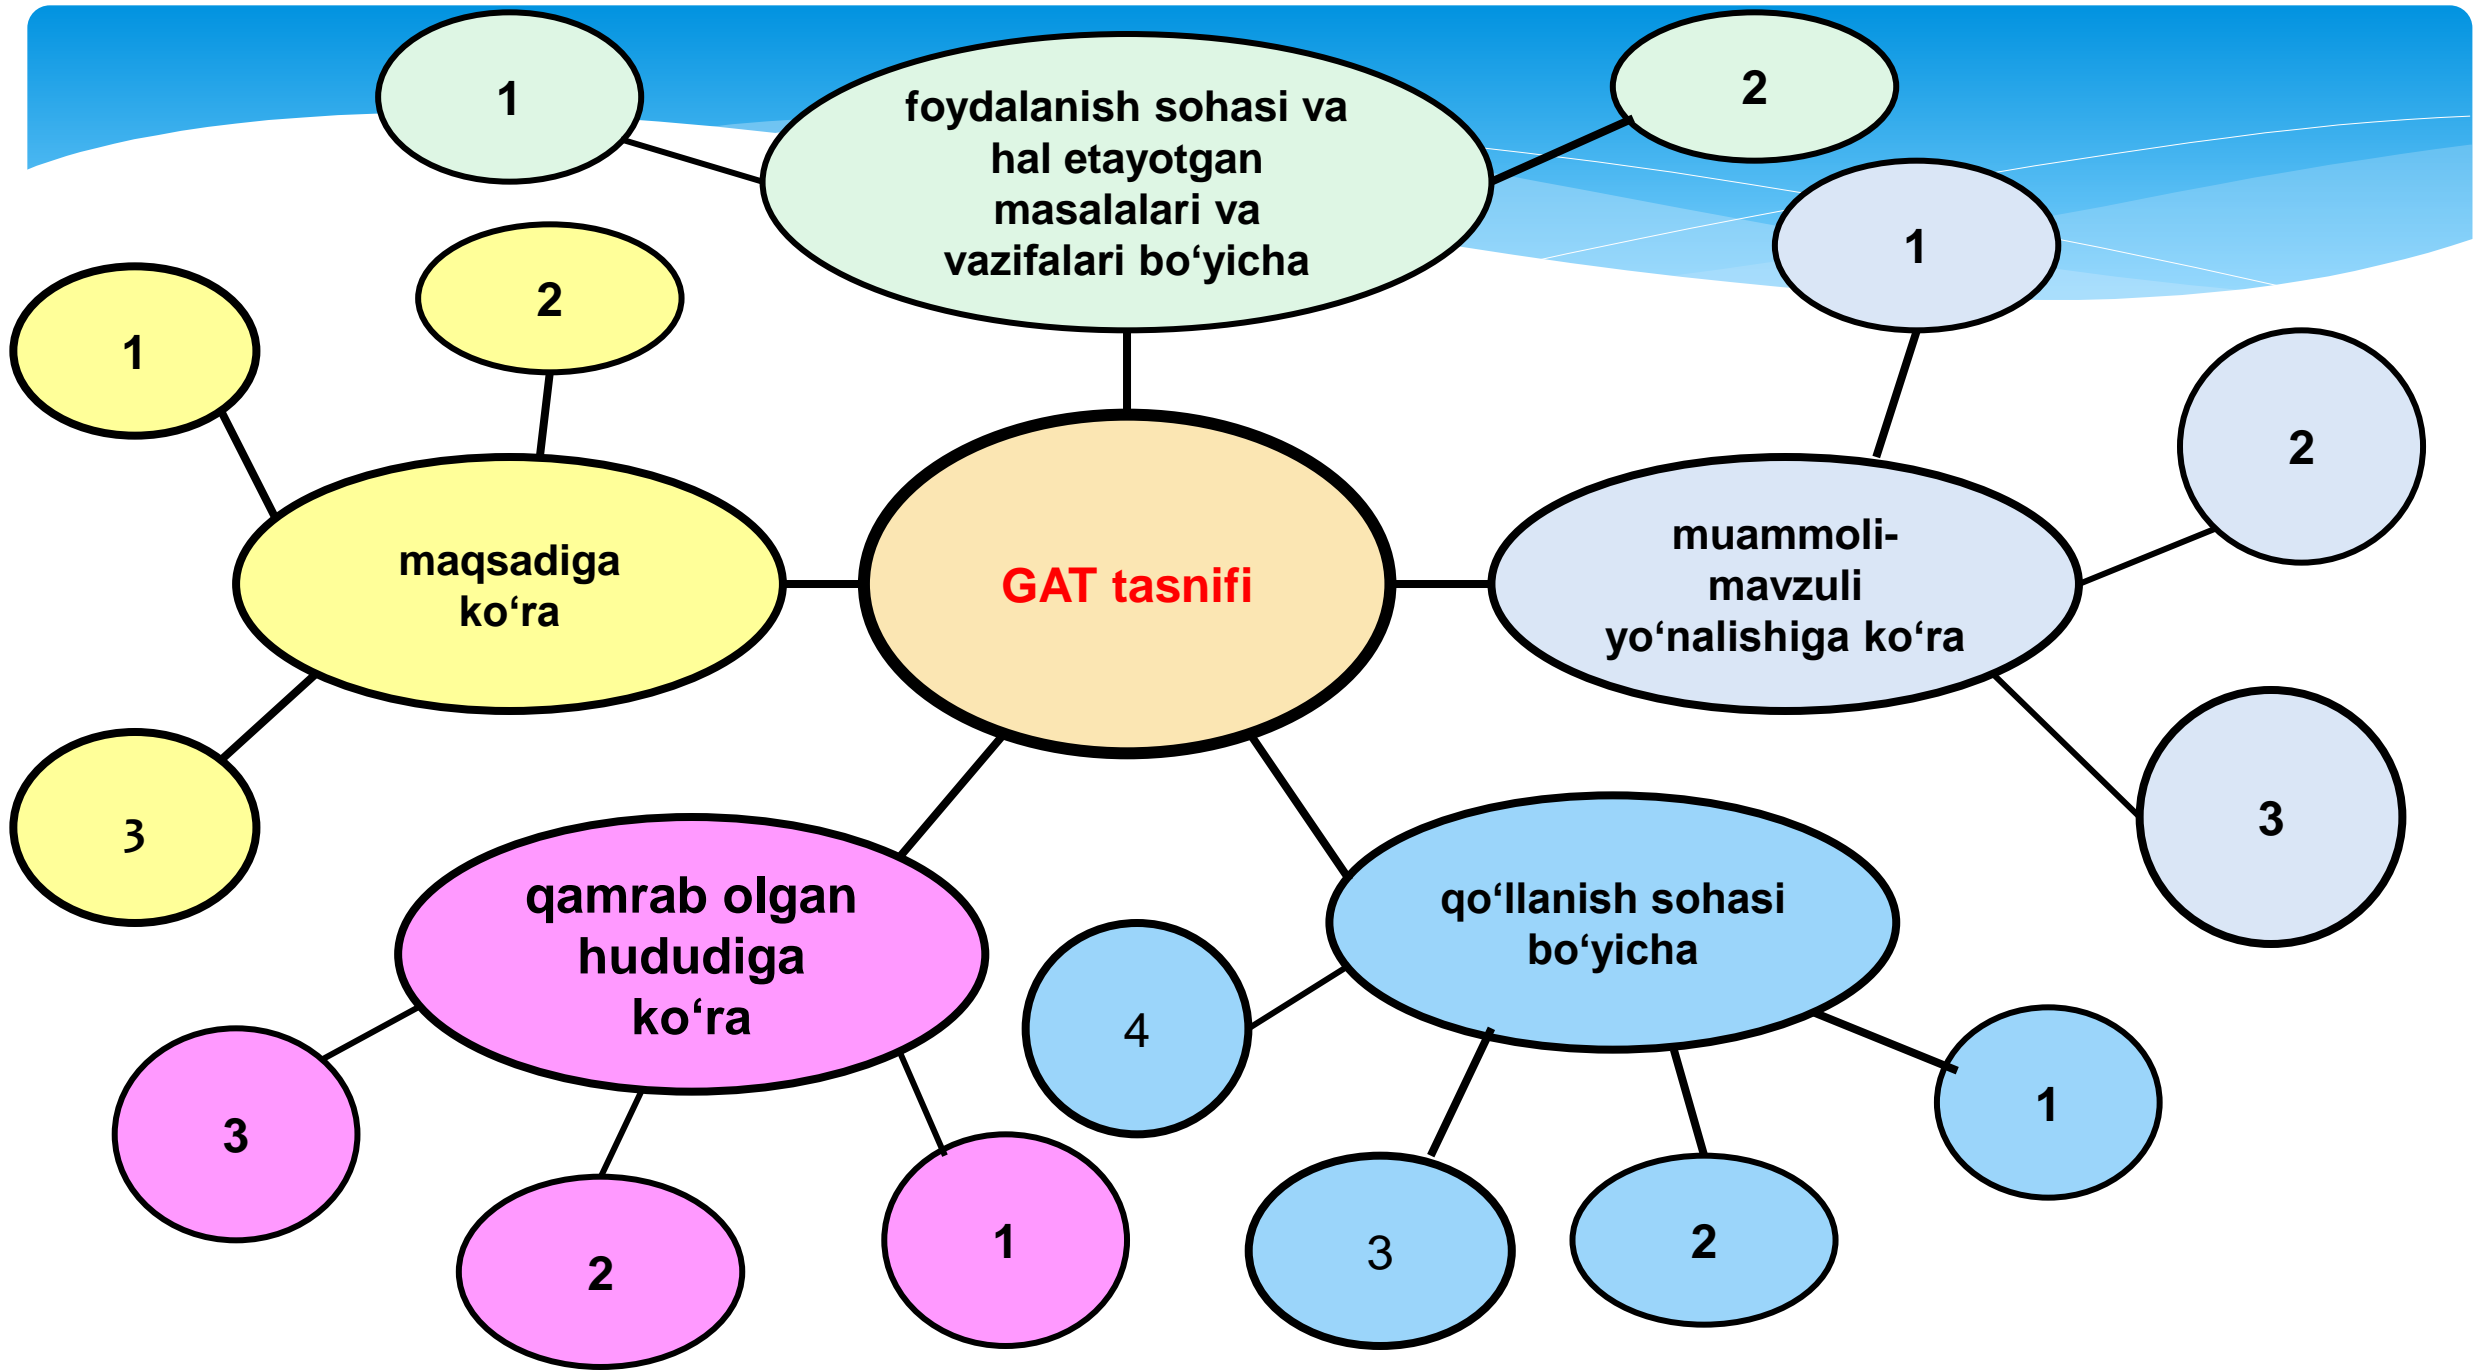 1
foydalanish sohasi va
hal etayotgan
masalalari va
vazifalari bo‘yicha
2
1
2
1
2
maqsadiga
ko‘ra
GAT tasnifi
muammoli-
mavzuli
yo‘nalishiga ko‘ra
3
3
qamrab olgan
hududiga
ko‘ra
qo‘llanish sohasi
bo‘yicha
4
1
3
2
1
3
2